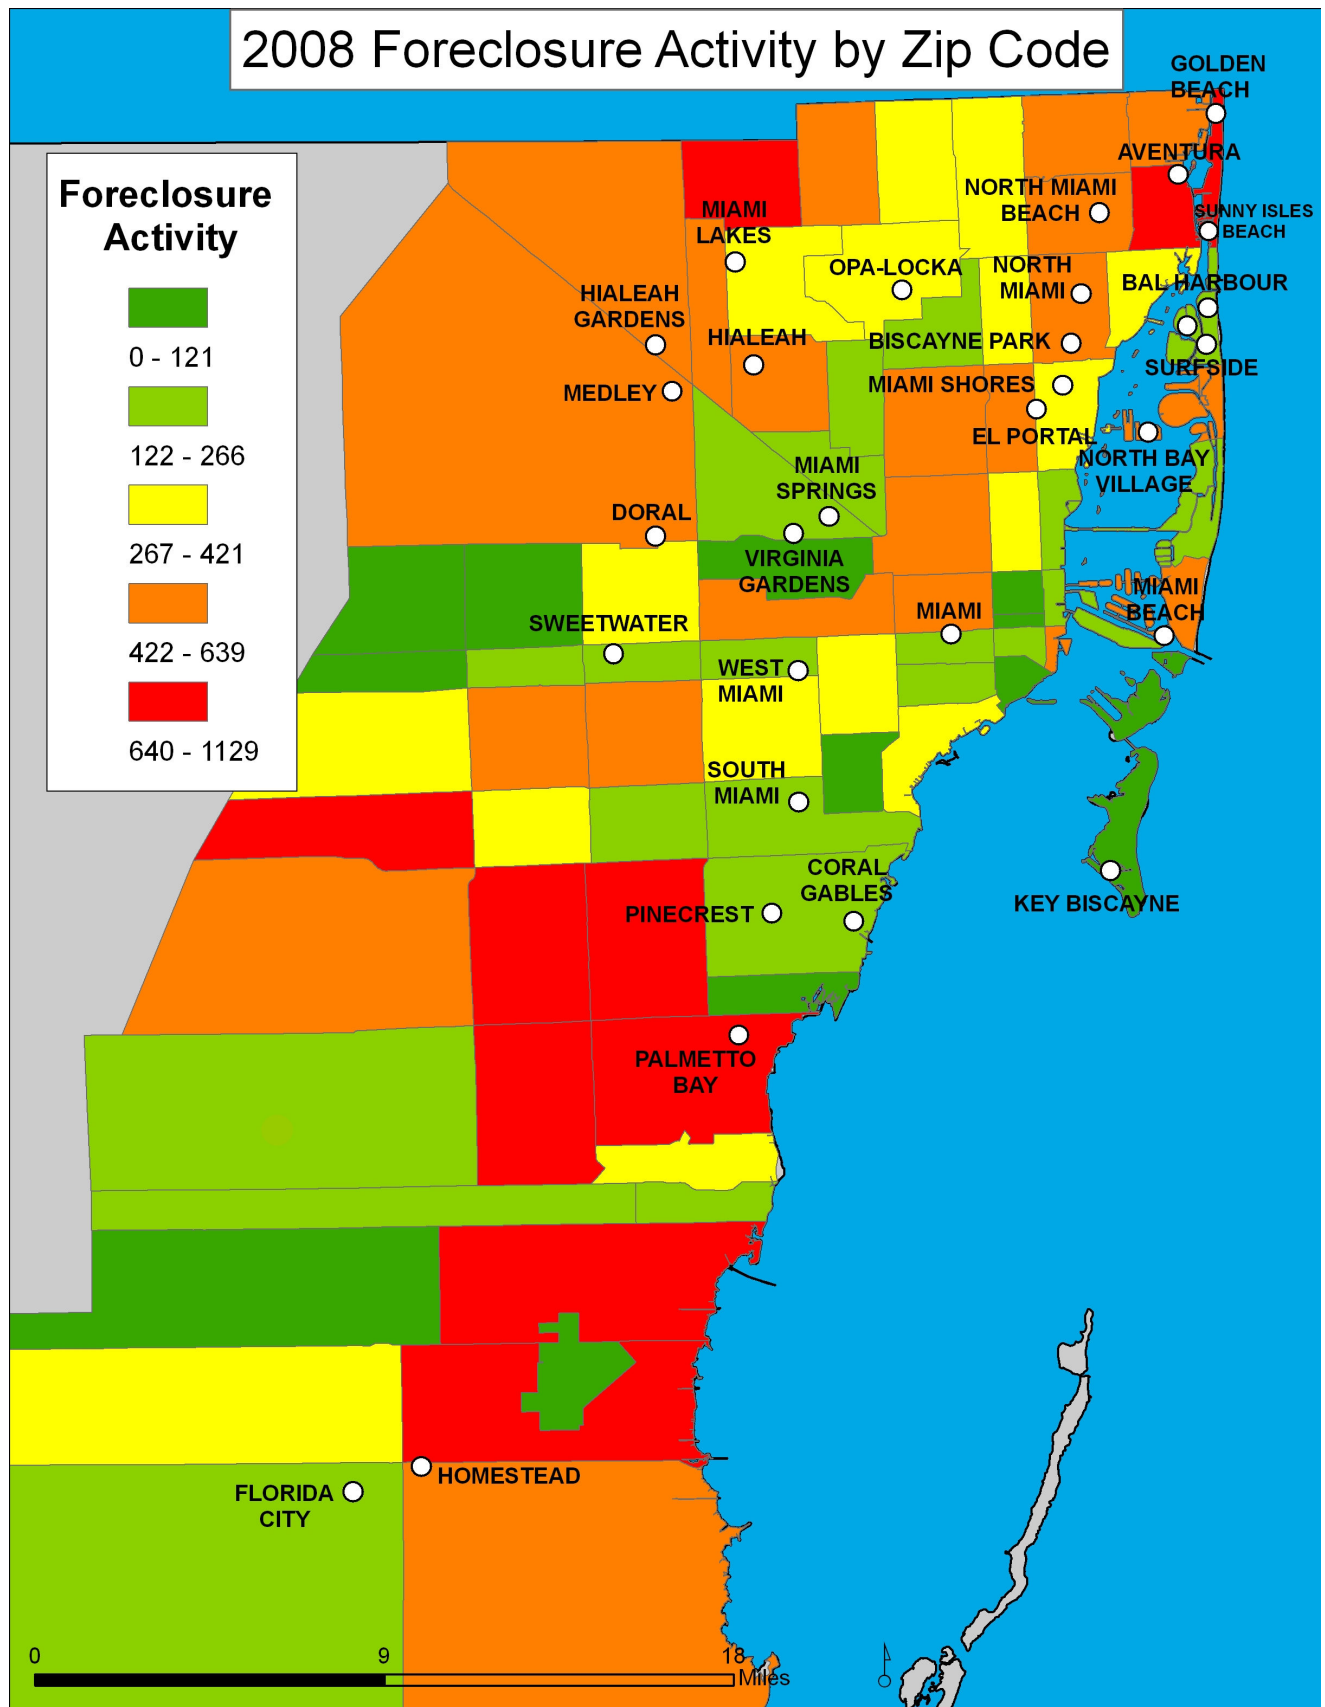 2008 Foreclosure Activity by Zip Code
GOLDEN
BEACH
AVENTURA
Foreclosure
Activity
0 - 121
122 - 266
267 - 421
422 - 639
640 - 1129
NORTH MIAMI
BEACH
SUNNY ISLES
BEACH
MIAMI
LAKES
OPA-LOCKA
NORTH
MIAMI
BAL HARBOUR
HIALEAH
GARDENS
HIALEAH
BISCAYNE PARK
SURFSIDE
MEDLEY
MIAMI SHORES
EL PORTAL
NORTH BAY
VILLAGE
MIAMI
SPRINGS
DORAL
VIRGINIA
GARDENS
MIAMI
BEACH
SWEETWATER
MIAMI
WEST
MIAMI
SOUTH
MIAMI
CORAL
GABLES
PINECREST
KEY BISCAYNE
PALMETTO
BAY
HOMESTEAD
FLORIDA
CITY
0 9 18
Miles